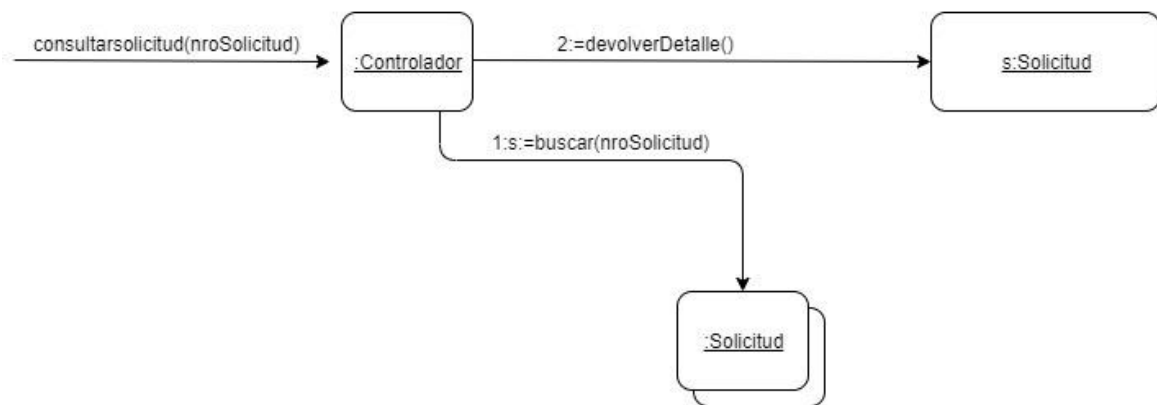 consultarsolicitud(nroSolicitud)
:Controlador
2:=devolverDetalle()
s:Solicitud
1:s:=buscar(nroSolicitud)
:Solicitud